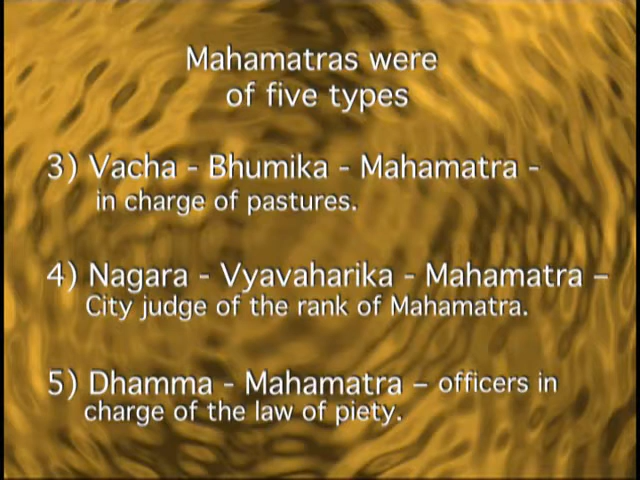 Mahamatras were
of five types
3) Vacha - Bhumika - Mahamatra -
in charge of pastures.
4) Nagara - Vyavaharika - Mahamatra –
City judge of the rank of Mahamatra.
5) Dhamma - Mahamatra – officers in
charge of the law of piety.